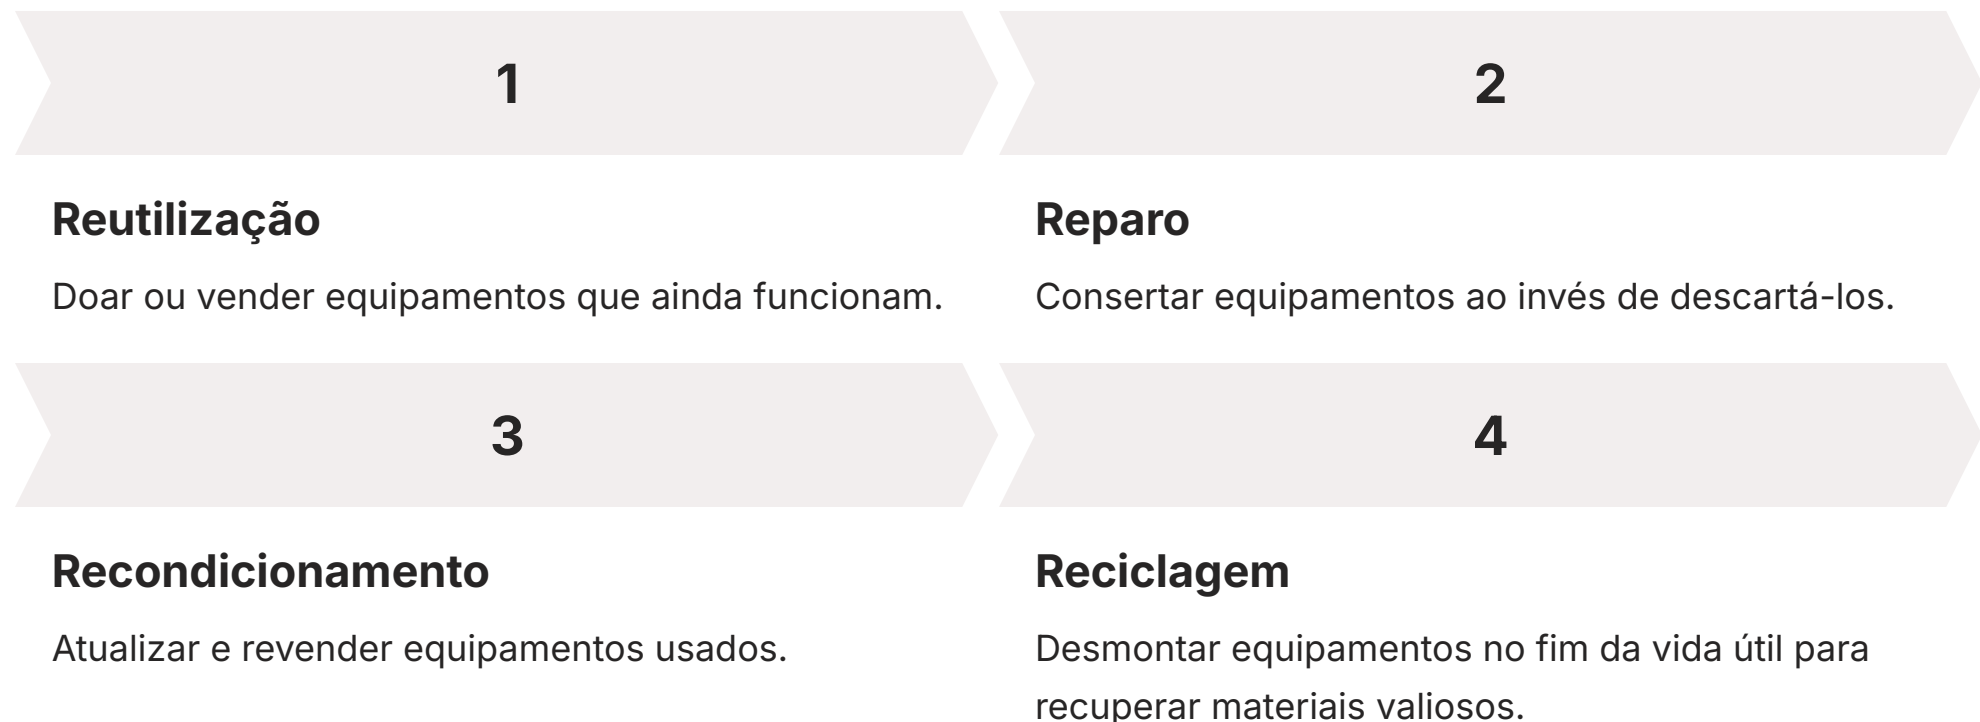 1
Reutilização
Doar ou vender equipamentos que ainda funcionam.
2
Reparo
Consertar equipamentos ao invés de descartá-los.
3
Recondicionamento
Atualizar e revender equipamentos usados.
4
Reciclagem
Desmontar equipamentos no fim da vida útil para
recuperar materiais valiosos.